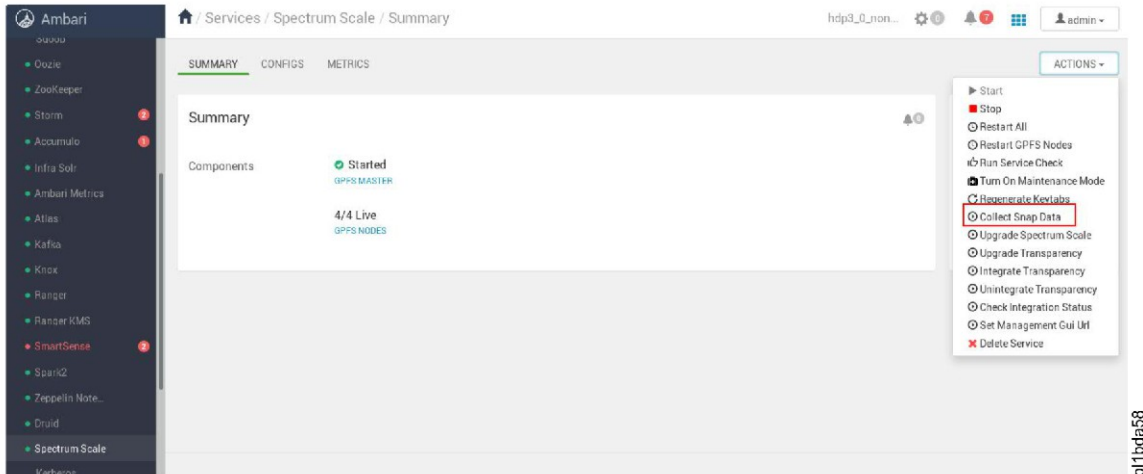 Ambari
/ Services / Spectrum Scale / Summary
hdp3_0_non... 0 7 admin
Sqoop
Oozie
ZooKeeper
Storm 2
Accumulo 1
Infra Solr
Ambari Metrics
Atlas
Kafka
Knox
Ranger
Ranger KMS
SmartSense 2
Spark2
Zeppelin Note...
Druid
Spectrum Scale
Kerberos
SUMMARY CONFIGS METRICS
ACTIONS
Summary 0
Components
Started
GPFS MASTER
4/4 Live
GPFS NODES
Start
Stop
Restart All
Restart GPFS Nodes
Run Service Check
Turn On Maintenance Mode
Regenerate Keytabs
Collect Snap Data
Upgrade Spectrum Scale
Upgrade Transparency
Integrate Transparency
Unintegrate Transparency
Check Integration Status
Set Management Gui Url
Delete Service
bl1bda58